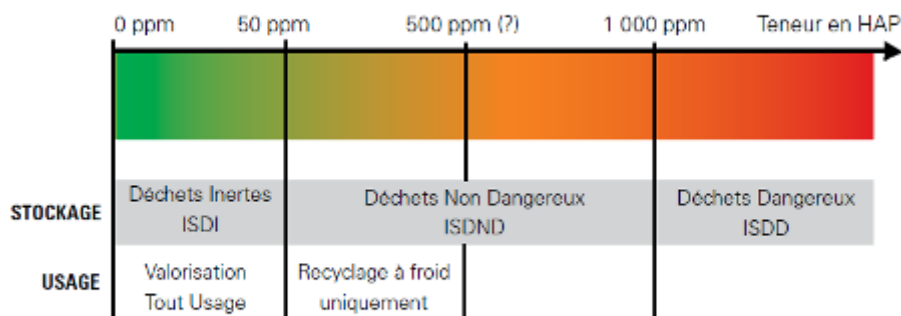 0 ppm 50 ppm 500 ppm (?) 1 000 ppm Teneur en HAP
STOCKAGE
Déchets Inertes
ISDI
Déchets Non Dangereux
ISDND
Déchets Dangereux
ISDD
USAGE
Valorisation
Tout Usage
Recyclage à froid
uniquement